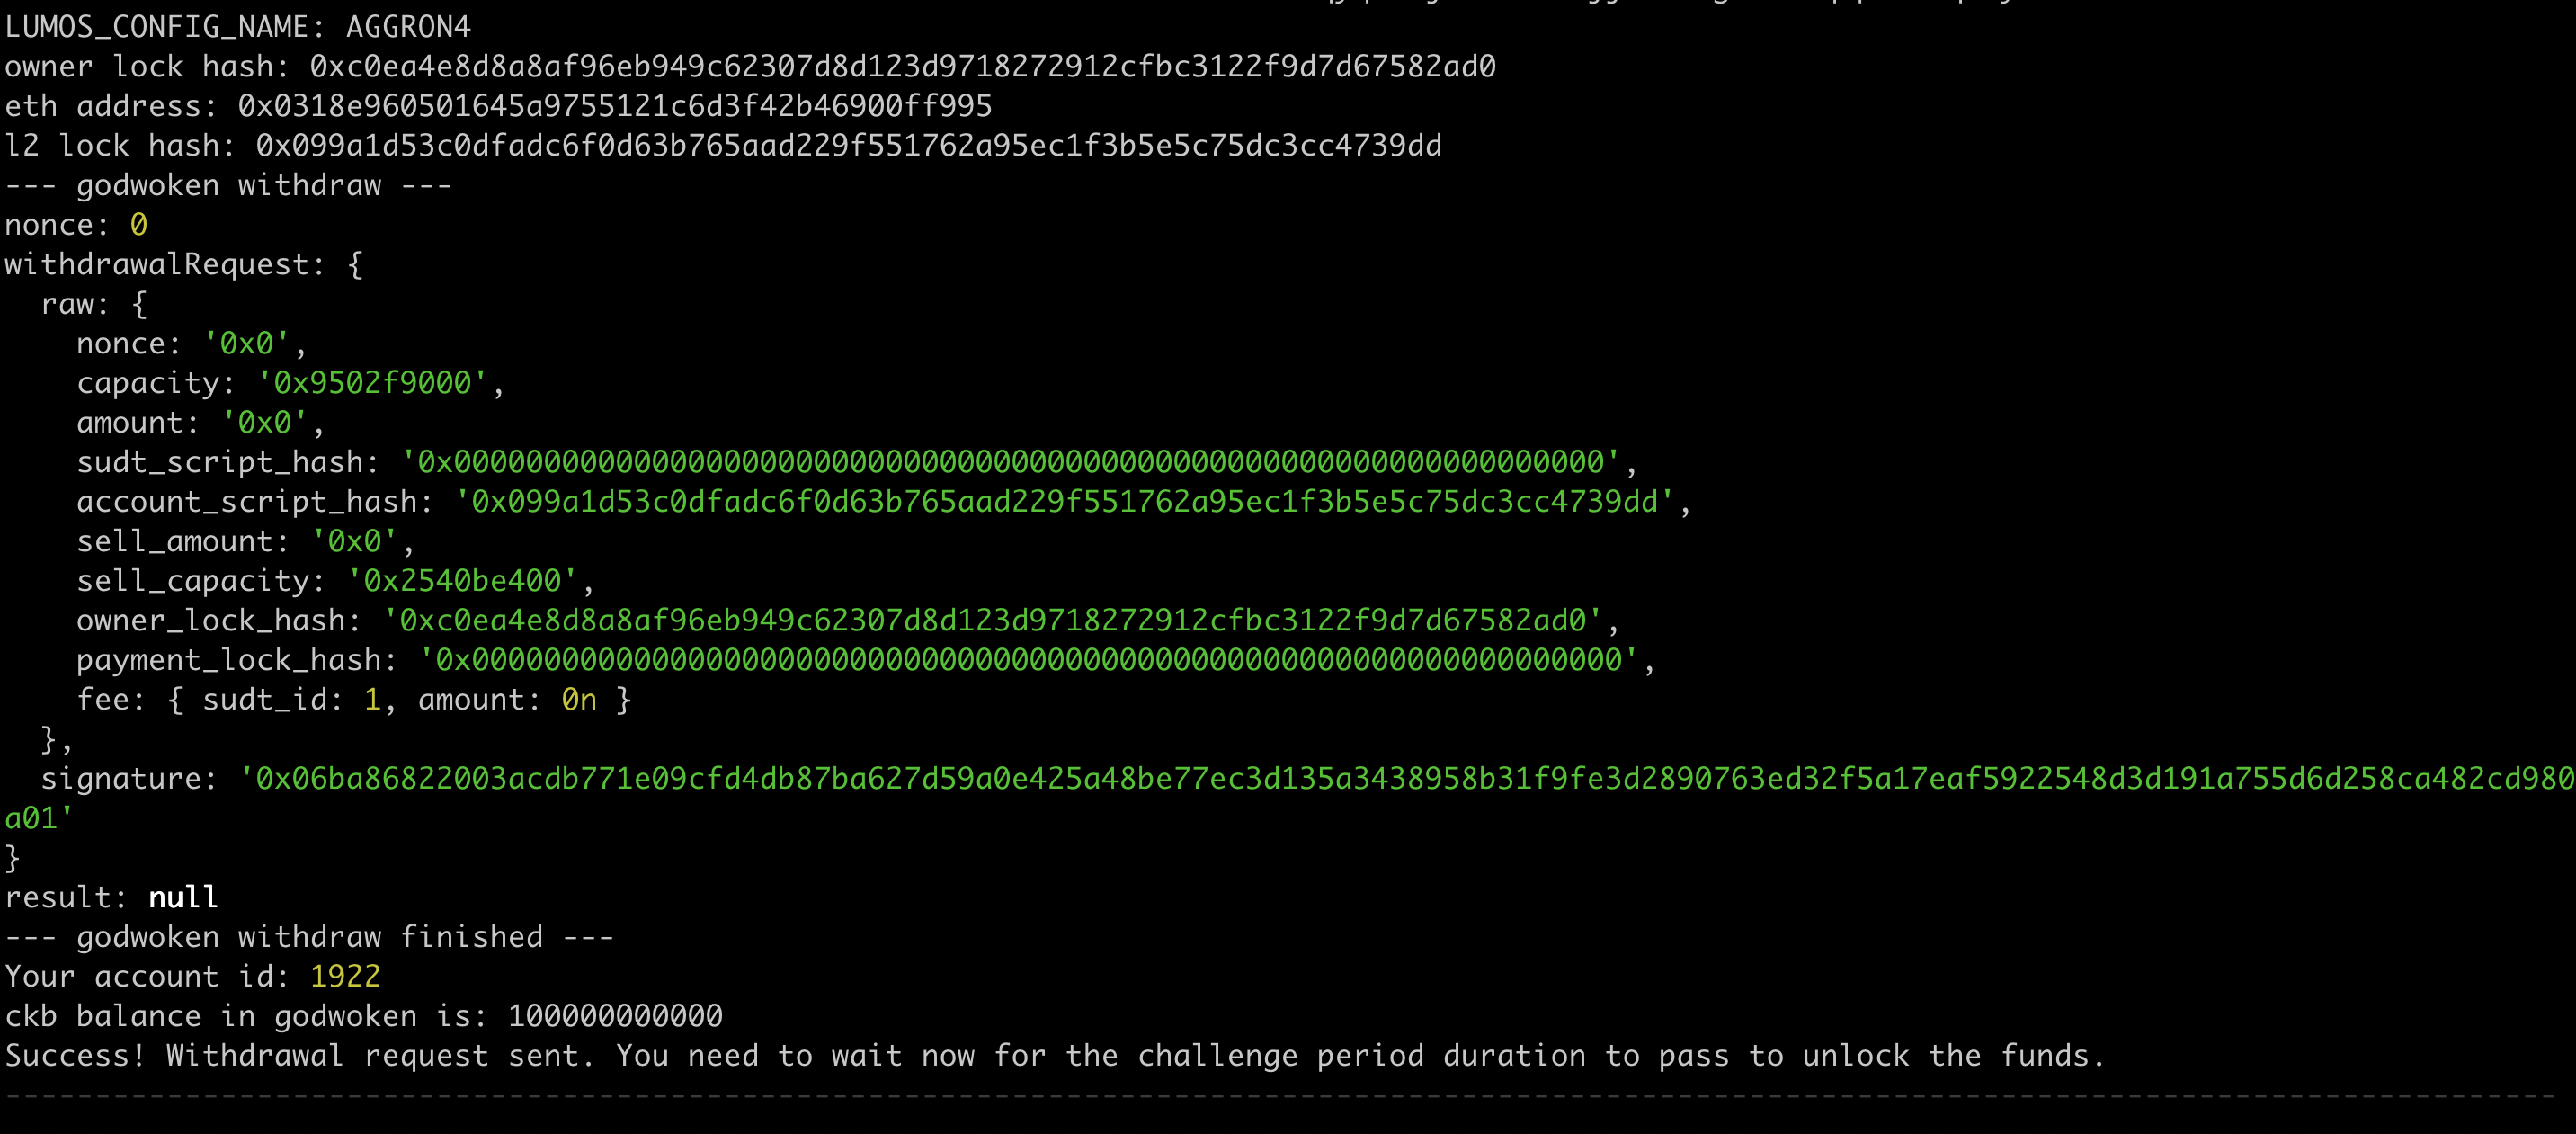 LUMOS_CONFIG_NAME: AGGRON4
owner lock hash: 0xc0ea4e8d8a8af96eb949c62307d8d123d9718272912cfbc3122f9d7d67582ad0
eth address: 0x0318e960501645a9755121c6d3f42b46900ff995
l2 lock hash: 0x099a1d53c0dfadc6f0d63b765aad229f551762a95ec1f3b5e5c75dc3cc4739dd
--- godwoken withdraw ---
nonce: 0
withdrawalRequest: {
  raw: {
    nonce: '0x0',
    capacity: '0x9502f9000',
    amount: '0x0',
    sudt_script_hash: '0x0000000000000000000000000000000000000000000000000000000000000000',
    account_script_hash: '0x099a1d53c0dfadc6f0d63b765aad229f551762a95ec1f3b5e5c75dc3cc4739dd',
    sell_amount: '0x0',
    sell_capacity: '0x2540be400',
    owner_lock_hash: '0xc0ea4e8d8a8af96eb949c62307d8d123d9718272912cfbc3122f9d7d67582ad0',
    payment_lock_hash: '0x0000000000000000000000000000000000000000000000000000000000000000',
    fee: { sudt_id: 1, amount: 0n }
  },
  signature: '0x06ba86822003acdb771e09cfd4db87ba627d59a0e425a48be77ec3d135a3438958b31f9fe3d2890763ed32f5a17eaf5922548d3d191a755d6d258ca482cd980
a01'
}
result: null
--- godwoken withdraw finished ---
Your account id: 1922
ckb balance in godwoken is: 100000000000
Success! Withdrawal request sent. You need to wait now for the challenge period duration to pass to unlock the funds.